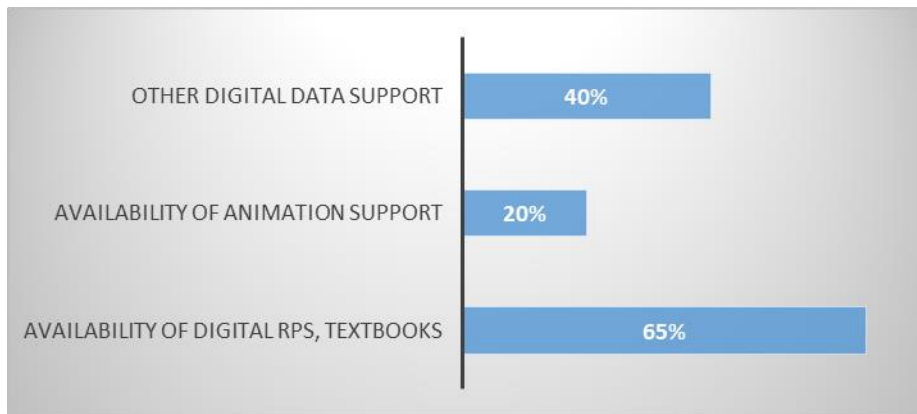 OTHER DIGITAL DATA SUPPORT 40%
AVAILABILITY OF ANIMATION SUPPORT 20%
AVAILABILITY OF DIGITAL RPS, TEXTBOOKS 65%